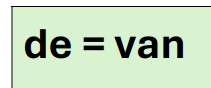 de = van